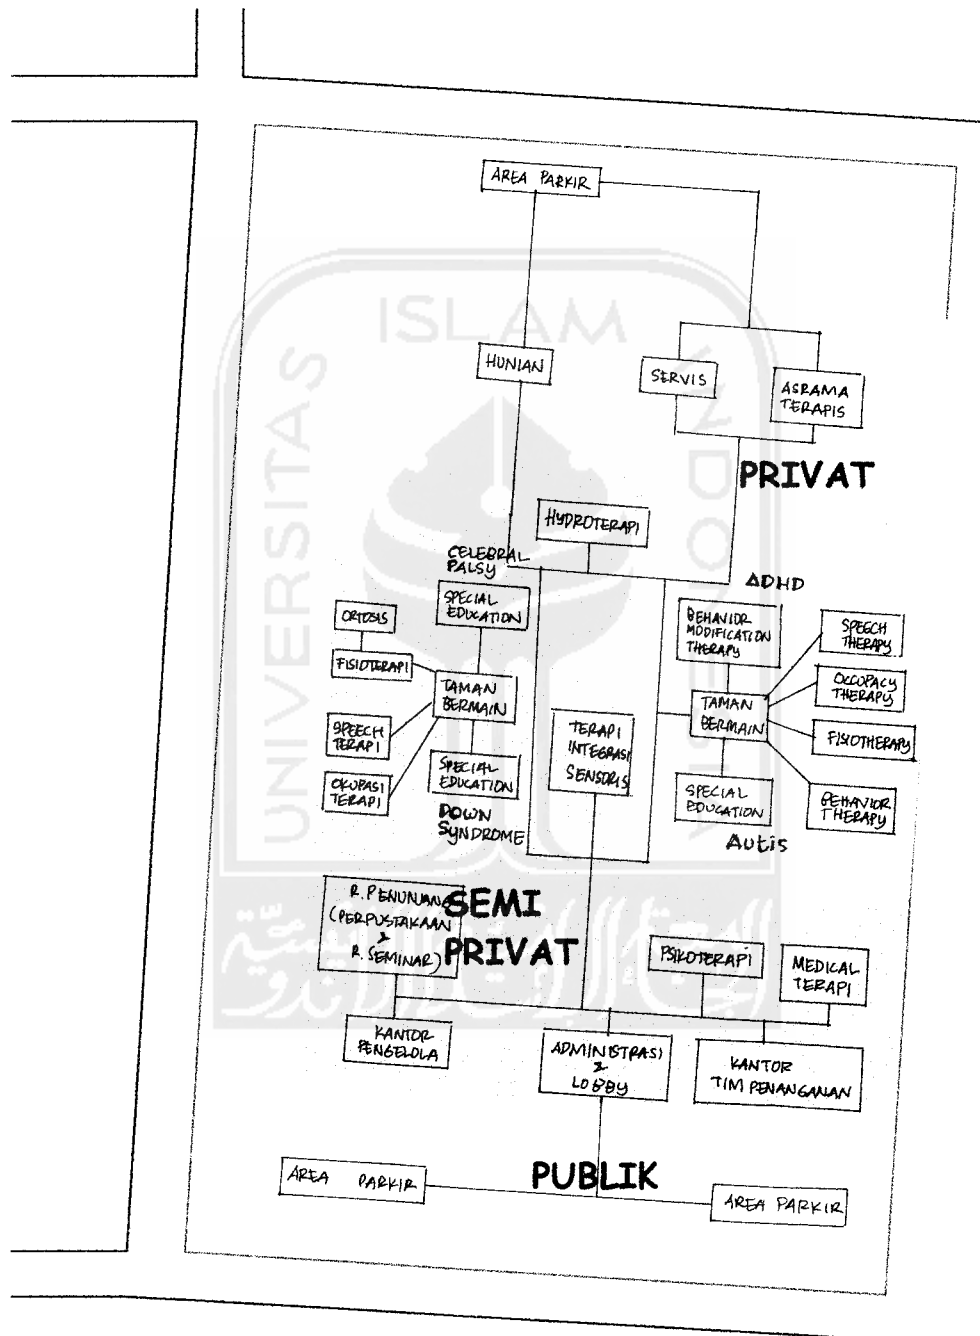 AREA PARKIR
HUNIAN
SERVIS
ASRAMA
TERAPIS
PRIVAT
HYDROTERAPI
CELEBRAL
PALSY
SPECIAL
EDUCATION
ORTOSIS
FISIOTERAPI
TAMAN
BERMAIN
SPEECH
TERAPI
OKUPASI
TERAPI
SPECIAL
EDUCATION
DOWN
SYNDROME
TERAPI
INTEGRASI
SENSORIS
ADHD
BEHAVIOR
MODIFICATION
THERAPY
SPEECH
THERAPY
OCCUPACY
THERAPY
TAMAN
BERMAIN
FISIOTHERAPY
SPECIAL
EDUCATION
BEHAVIOR
THERAPY
Autis
R. PENUNJANG
(PERPUSTAKAAN
&
R. SEMINAR)
SEMI
PRIVAT
PSIKOTERAPI
MEDICAL
TERAPI
KANTOR
PENGELOLA
ADMINISTRASI
&
LOBBY
KANTOR
TIM PENANGANAN
PUBLIK
AREA PARKIR
AREA PARKIR
UNIVERSITAS
ISLAM
INDONESIA